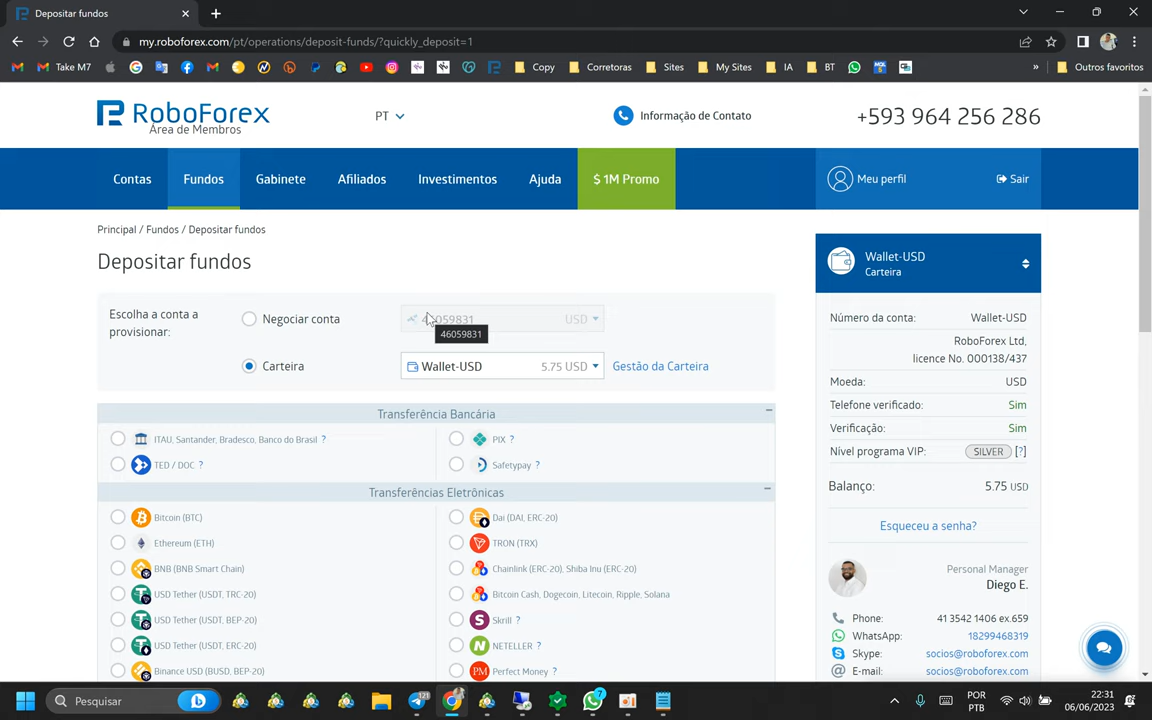 Depositar fundos
my.roboforex.com/pt/operations/deposit-funds/?quickly_deposit=1
Take M7
Copy
Corretoras
Sites
My Sites
IA
BT
»
Outros favoritos
RoboForex
Área de Membros
PT
Informação de Contato
+593 964 256 286
Contas
Fundos
Gabinete
Afiliados
Investimentos
Ajuda
$ 1M Promo
Meu perfil
Sair
Principal / Fundos / Depositar fundos
Depositar fundos
Escolha a conta a
provisionar:
Negociar conta
46059831 USD
46059831
Carteira
Wallet-USD 5.75 USD
Gestão da Carteira
Transferência Bancária
ITAU, Santander, Bradesco, Banco do Brasil ?
PIX ?
TED / DOC ?
Safetypay ?
Transferências Eletrônicas
Bitcoin (BTC)
Dai (DAI, ERC-20)
Ethereum (ETH)
TRON (TRX)
BNB (BNB Smart Chain)
Chainlink (ERC-20), Shiba Inu (ERC-20)
USD Tether (USDT, TRC-20)
Bitcoin Cash, Dogecoin, Litecoin, Ripple, Solana
USD Tether (USDT, BEP-20)
Skrill ?
USD Tether (USDT, ERC-20)
NETELLER ?
Binance USD (BUSD, BEP-20)
Perfect Money ?
Wallet-USD
Carteira
Número da conta: Wallet-USD
RoboForex Ltd,
licence No. 000138/437
Moeda: USD
Telefone verificado: Sim
Verificação: Sim
Nível programa VIP: SILVER [?]
Balanço: 5.75 USD
Esqueceu a senha?
Personal Manager
Diego E.
Phone: 41 3542 1406 ex.659
WhatsApp: 18299468319
Skype: socios@roboforex.com
E-mail: socios@roboforex.com
Pesquisar
POR
PTB
22:31
06/06/2023